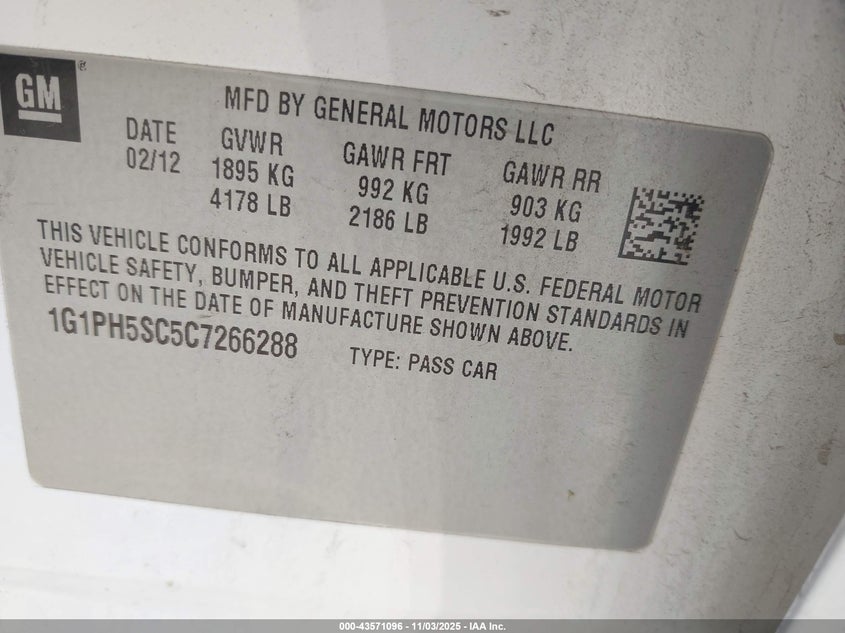 GM ®
MFD BY GENERAL MOTORS LLC
DATE GVWR GAWR FRT GAWR RR
02/12 1895 KG 992 KG 903 KG
4178 LB 2186 LB 1992 LB
THIS VEHICLE CONFORMS TO ALL APPLICABLE U.S. FEDERAL MOTOR
VEHICLE SAFETY, BUMPER, AND THEFT PREVENTION STANDARDS IN
EFFECT ON THE DATE OF MANUFACTURE SHOWN ABOVE.
1G1PH5SC5C7266288 TYPE: PASS CAR
000-43571096 - 11/03/2025 - IAA Inc.